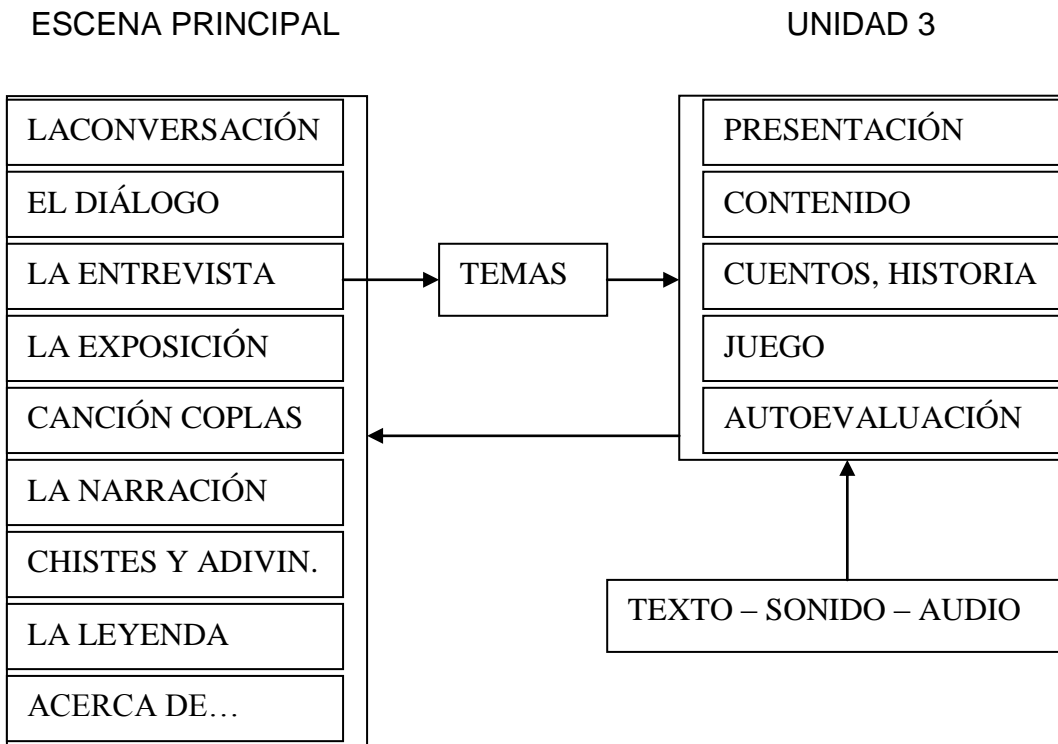 ESCENA PRINCIPAL
UNIDAD 3
LACONVERSACIÓN
EL DIÁLOGO
LA ENTREVISTA
LA EXPOSICIÓN
CANCIÓN COPLAS
LA NARRACIÓN
CHISTES Y ADIVIN.
LA LEYENDA
ACERCA DE…
TEMAS
PRESENTACIÓN
CONTENIDO
CUENTOS, HISTORIA
JUEGO
AUTOEVALUACIÓN
TEXTO – SONIDO – AUDIO